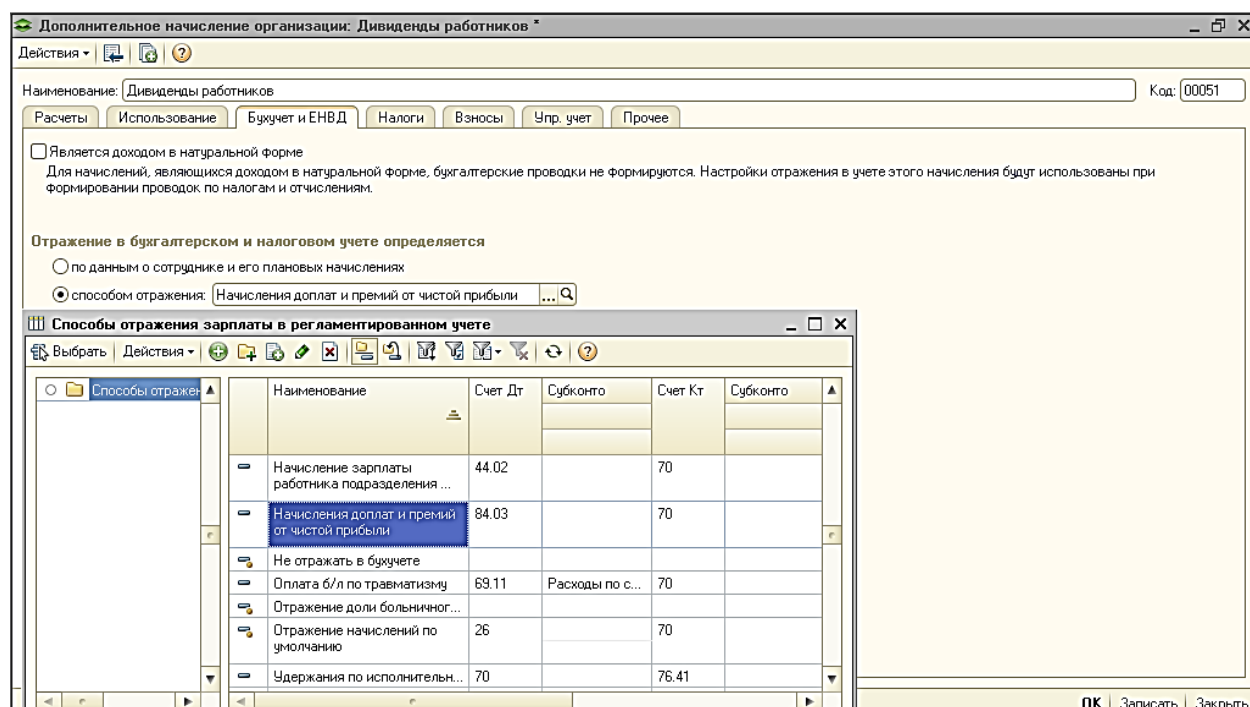 Дополнительное начисление организации: Дивиденды работников *
Действия
Наименование: Дивиденды работников Код: 00051
Расчеты Использование Бухучет и ЕНВД Налоги Взносы Упр. учет Прочее
Является доходом в натуральной форме
Для начислений, являющихся доходом в натуральной форме, бухгалтерские проводки не формируются. Настройки отражения в учете этого начисления будут использованы при
формировании проводок по налогам и отчислениям.
Отражение в бухгалтерском и налоговом учете определяется
по данным о сотруднике и его плановых начислениях
способом отражения: Начисления доплат и премий от чистой прибыли ...
Способы отражения зарплаты в регламентированном учете
Выбрать Действия
Способы отражен
Наименование Счет Дт Субконто Счет Кт Субконто
Начисление зарплаты 44.02 70
работника подразделения ...
Начисления доплат и премий 84.03 70
от чистой прибыли
Не отражать в бухучете
Оплата б/л по травматизму 69.11 Расходы по с... 70
Отражение доли больничног...
Отражение начислений по 26 70
умолчанию
Удержания по исполнительн... 70 76.41
OK Записать Закрыть